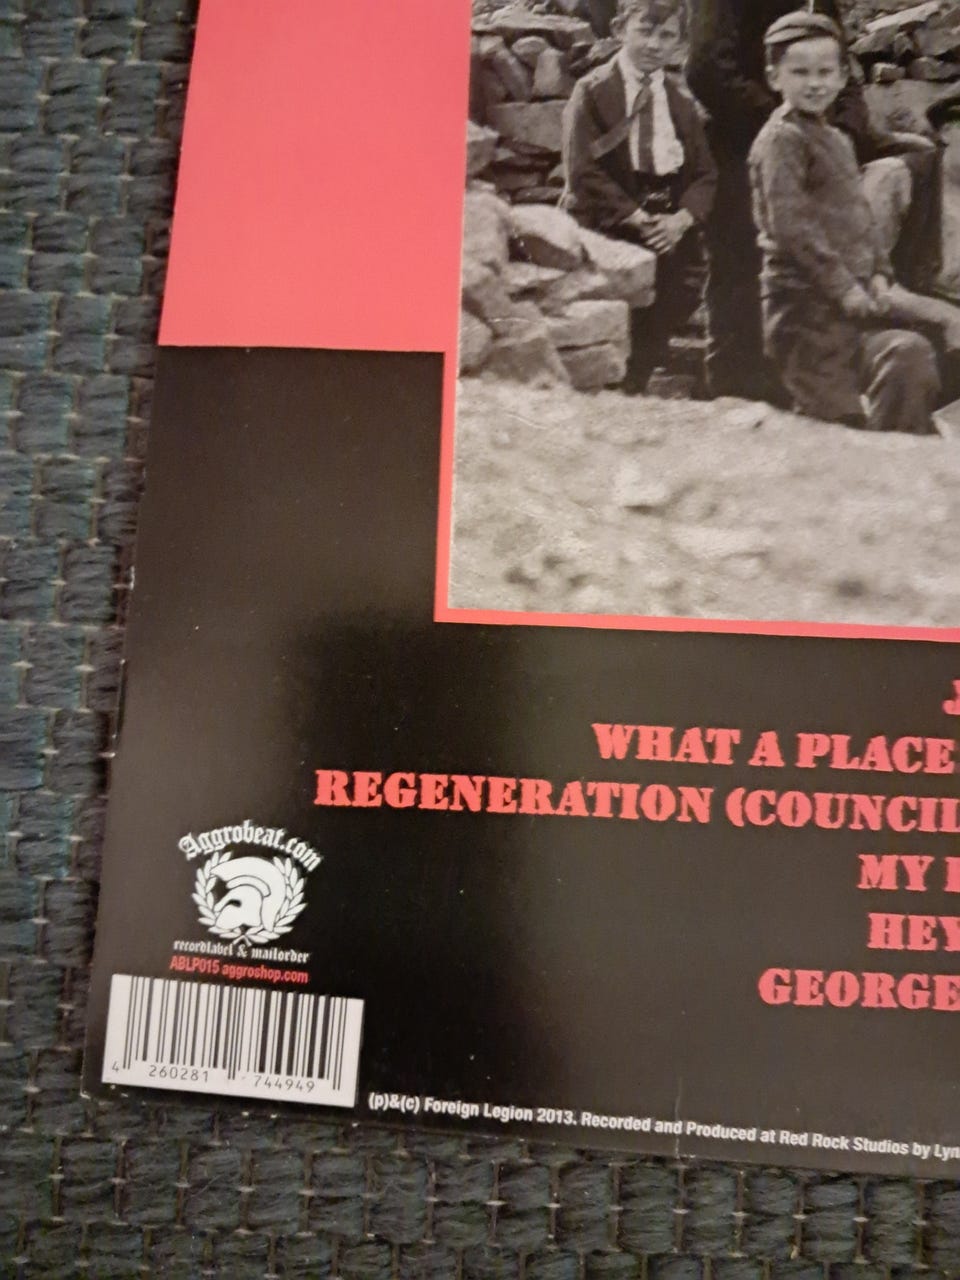 WHAT A PLACE
REGENERATION (COUNCIL
MY
HEY
GEORGE
Aggrobeat.com
recordlabel & mailorder
ABLP015 aggroshop.com
4 260281 744949
(p)&(c) Foreign Legion 2013. Recorded and Produced at Red Rock Studios by Lyn